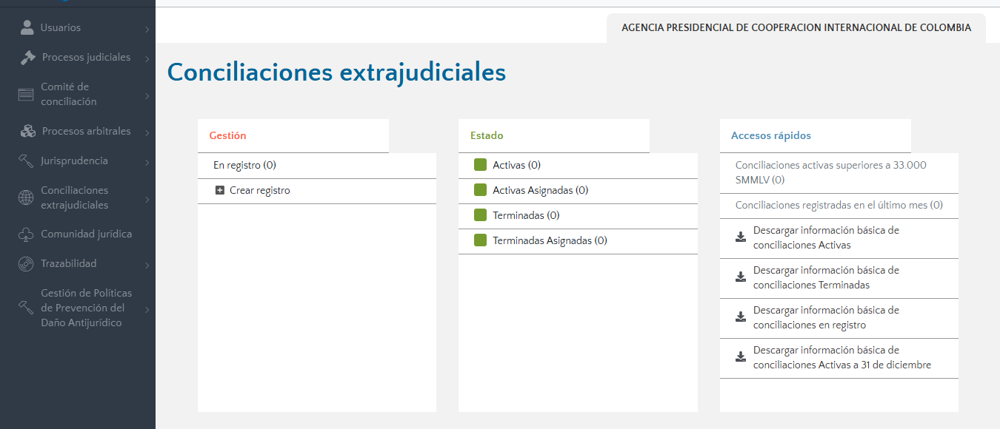 Usuarios
Procesos judiciales
Comité de
conciliación
Procesos arbitrales
Jurisprudencia
Conciliaciones
extrajudiciales
Comunidad jurídica
Trazabilidad
Gestión de Políticas
de Prevención del
Daño Antijurídico
AGENCIA PRESIDENCIAL DE COOPERACION INTERNACIONAL DE COLOMBIA
Conciliaciones extrajudiciales
Gestión
En registro (0)
Crear registro
Estado
Activas (0)
Activas Asignadas (0)
Terminadas (0)
Terminadas Asignadas (0)
Accesos rápidos
Conciliaciones activas superiores a 33.000
SMMLV (0)
Conciliaciones registradas en el último mes (0)
Descargar información básica de
conciliaciones Activas
Descargar información básica de
conciliaciones Terminadas
Descargar información básica de
conciliaciones en registro
Descargar información básica de
conciliaciones Activas a 31 de diciembre